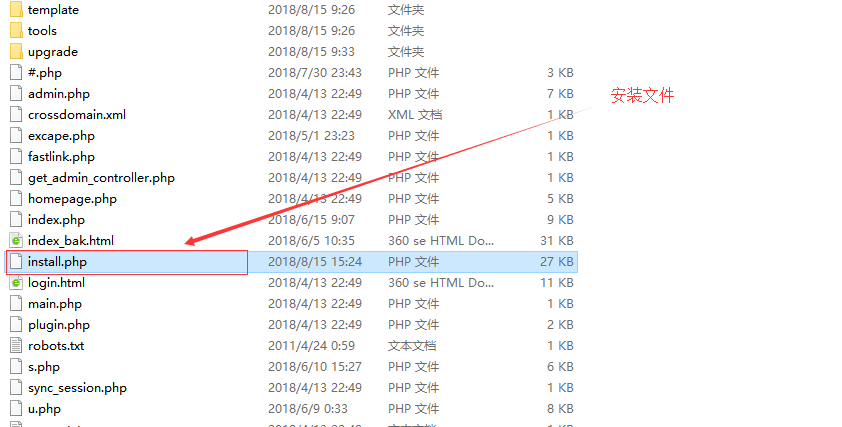 template 2018/8/15 9:26 文件夹
tools 2018/8/15 9:26 文件夹
upgrade 2018/8/15 9:33 文件夹
#.php 2018/7/30 23:43 PHP 文件 3 KB
admin.php 2018/4/13 22:49 PHP 文件 7 KB
安装文件
crossdomain.xml 2018/4/13 22:49 XML 文档 1 KB
excape.php 2018/5/1 23:23 PHP 文件 1 KB
fastlink.php 2018/4/13 22:49 PHP 文件 1 KB
get_admin_controller.php 2018/4/13 22:49 PHP 文件 1 KB
homepage.php 2018/4/13 22:49 PHP 文件 5 KB
index.php 2018/6/15 9:07 PHP 文件 9 KB
index_bak.html 2018/6/5 10:35 360 se HTML Do... 31 KB
install.php 2018/8/15 15:24 PHP 文件 27 KB
login.html 2018/4/13 22:49 360 se HTML Do... 11 KB
main.php 2018/4/13 22:49 PHP 文件 1 KB
plugin.php 2018/4/13 22:49 PHP 文件 2 KB
robots.txt 2011/4/24 0:59 文本文档 1 KB
s.php 2018/6/10 15:27 PHP 文件 6 KB
sync_session.php 2018/4/13 22:49 PHP 文件 1 KB
u.php 2018/6/9 0:33 PHP 文件 8 KB